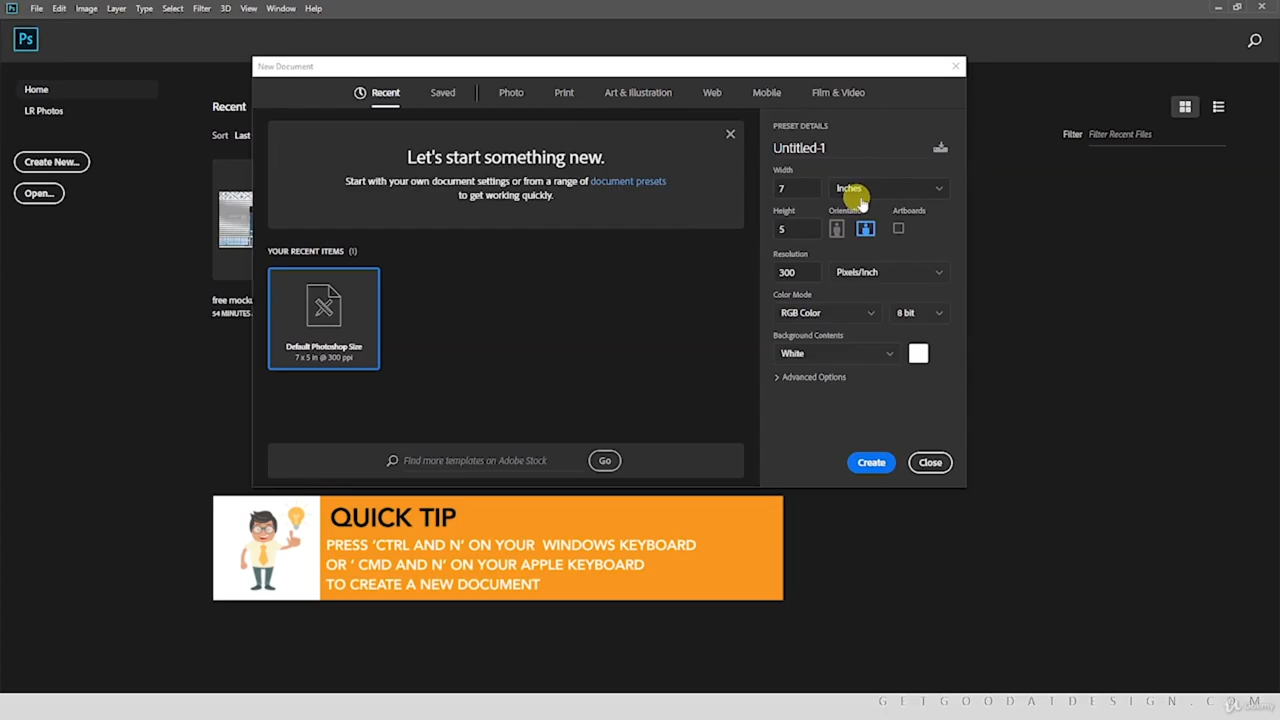 File Edit Image Layer Type Select Filter 3D View Window Help
Ps
New Document
Home
LR Photos
Create New...
Open...
Recent
Sort Last
Filter Filter Recent Files
free mocku
54 MINUTES
Recent Saved Photo Print Art & Illustration Web Mobile Film & Video
Let's start something new.
Start with your own document settings or from a range of document presets
to get working quickly.
YOUR RECENT ITEMS (1)
Default Photoshop Size
7 x 5 in @ 300 ppi
Find more templates on Adobe Stock Go
PRESET DETAILS
Untitled-1
Width
7 Inches
Height Artboards
5
Resolution
300 Pixels/Inch
Color Mode
RGB Color 8 bit
Background Contents
White
Advanced Options
Create Close
QUICK TIP
PRESS 'CTRL AND N' ON YOUR WINDOWS KEYBOARD
OR ' CMD AND N' ON YOUR APPLE KEYBOARD
TO CREATE A NEW DOCUMENT
GETGOODATDESIGN.COM
Udemy